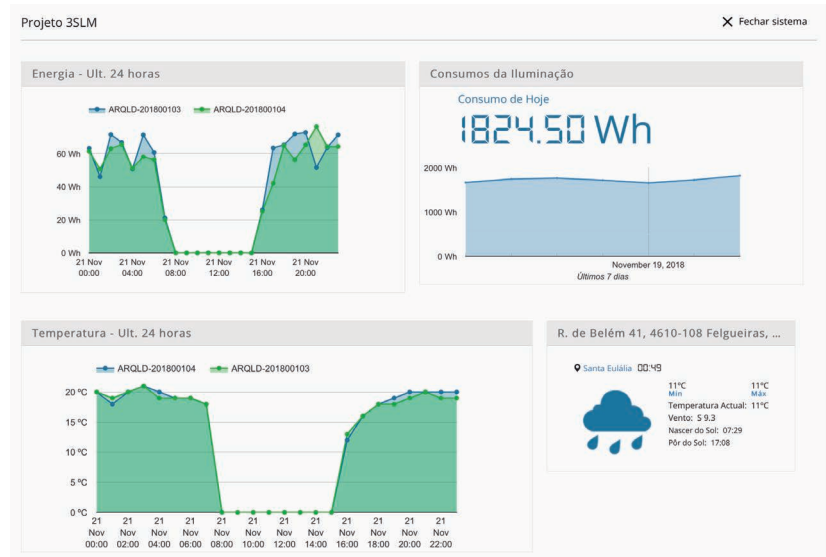 Projeto 3SLM
Fechar sistema
Energia - Ult. 24 horas
ARQLD-201800103 ARQLD-201800104
60 Wh
40 Wh
20 Wh
0 Wh
21 Nov 21 Nov 21 Nov 21 Nov 21 Nov 21 Nov
00:00 04:00 08:00 12:00 16:00 20:00
Consumos da Iluminação
Consumo de Hoje
1824.50 Wh
2000 Wh
1000 Wh
0 Wh
November 19, 2018
Últimos 7 dias
Temperatura - Ult. 24 horas
ARQLD-201800104 ARQLD-201800103
20 ºC
15 ºC
10 ºC
5 ºC
0 ºC
21 21 21 21 21 21 21 21 21 21 21 21
Nov Nov Nov Nov Nov Nov Nov Nov Nov Nov Nov Nov
00:00 02:00 04:00 06:00 08:00 10:00 12:00 14:00 16:00 18:00 20:00 22:00
R. de Belém 41, 4610-108 Felgueiras, ...
Santa Eulália 00:49
11°C 11°C
Min Máx
Temperatura Actual: 11°C
Vento: S 9.3
Nascer do Sol: 07:29
Pôr do Sol: 17:08